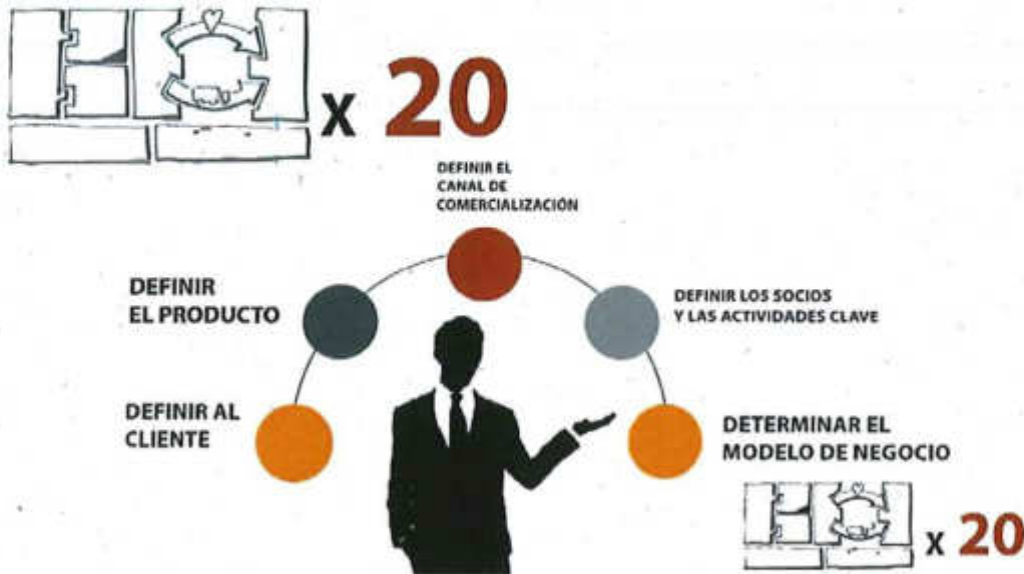 X 20
DEFINIR EL
CANAL DE
COMERCIALIZACIÓN
DEFINIR
EL PRODUCTO
DEFINIR LOS SOCIOS
Y LAS ACTIVIDADES CLAVE
DEFINIR AL
CLIENTE
DETERMINAR EL
MODELO DE NEGOCIO
X 20